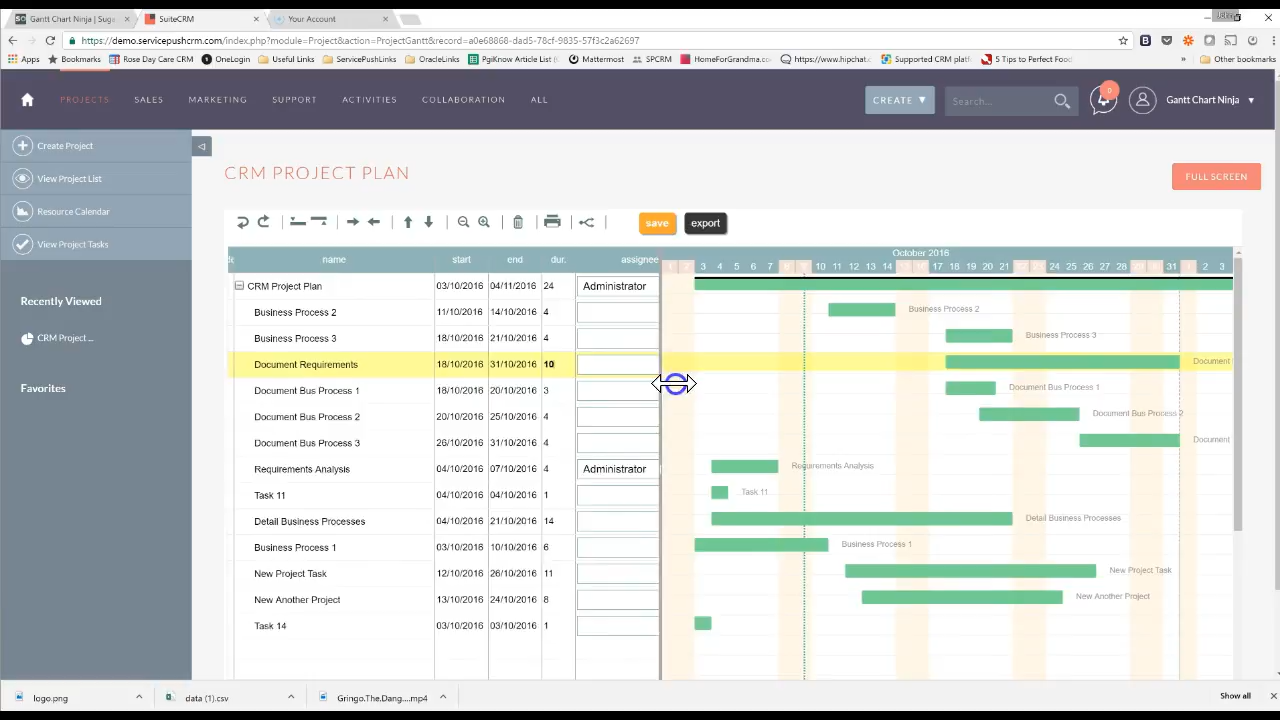 Gantt Chart Ninja | Suga
SuiteCRM
Your Account
https://demo.servicepushcrm.com/index.php?module=Project&action=ProjectGantt&record=a0e68868-dad5-78cf-9835-57f3c2a62697
Apps Bookmarks Rose Day Care CRM OneLogin Useful Links ServicePushLinks OracleLinks PgiKnow Article List Mattermost SPCRM HomeForGrandma.co https://www.hipchat. Supported CRM platf 5 Tips to Perfect Food » Other bookmarks
PROJECTS SALES MARKETING SUPPORT ACTIVITIES COLLABORATION ALL CREATE Search... 0 Gantt Chart Ninja
Create Project
View Project List
Resource Calendar
View Project Tasks
Recently Viewed
CRM Project ...
Favorites
CRM PROJECT PLAN
FULL SCREEN
save export
name start end dur. assignee
October 2016
3 4 5 6 7 10 11 12 13 14 17 18 19 20 21 24 25 26 27 28 31 2 3
CRM Project Plan 03/10/2016 04/11/2016 24 Administrator
Business Process 2 11/10/2016 14/10/2016 4 Business Process 2
Business Process 3 18/10/2016 21/10/2016 4 Business Process 3
Document Requirements 18/10/2016 31/10/2016 10 Document
Document Bus Process 1 18/10/2016 20/10/2016 3 Document Bus Process 1
Document Bus Process 2 20/10/2016 25/10/2016 4 Document Bus Process 2
Document Bus Process 3 26/10/2016 31/10/2016 4 Document
Requirements Analysis 04/10/2016 07/10/2016 4 Administrator Requirements Analysis
Task 11 04/10/2016 04/10/2016 1 Task 11
Detail Business Processes 04/10/2016 21/10/2016 14 Detail Business Processes
Business Process 1 03/10/2016 10/10/2016 6 Business Process 1
New Project Task 12/10/2016 26/10/2016 11 New Project Task
New Another Project 13/10/2016 24/10/2016 8 New Another Project
Task 14 03/10/2016 03/10/2016 1
logo.png
data (1).csv
Gringo.The.Dang....mp4
Show all